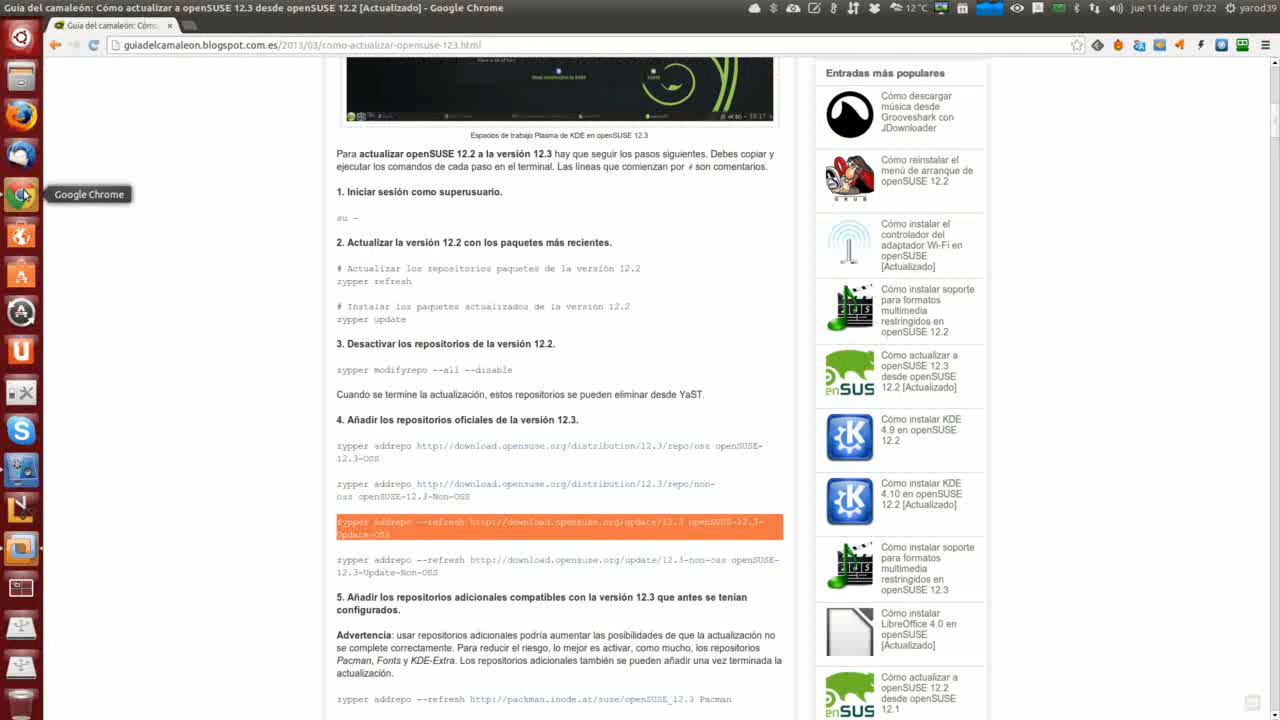 Guía del camaleón: Cómo actualizar a openSUSE 12.3 desde openSUSE 12.2 [Actualizado] - Google Chrome
12°C
jue 11 de abr, 07:22
yarod39
Guía del camaleón: Cómo
guiadelcamaleon.blogspot.com.es/2013/03/como-actualizar-opensuse-123.html
Google Chrome
Espacios de trabajo Plasma de KDE en openSUSE 12.3
Para actualizar openSUSE 12.2 a la versión 12.3 hay que seguir los pasos siguientes. Debes copiar y
ejecutar los comandos de cada paso en el terminal. Las líneas que comienzan por # son comentarios.
1. Iniciar sesión como superusuario.
su -
2. Actualizar la versión 12.2 con los paquetes más recientes.
# Actualizar los repositorios paquetes de la versión 12.2
zypper refresh
# Instalar los paquetes actualizados de la versión 12.2
zypper update
3. Desactivar los repositorios de la versión 12.2.
zypper modifyrepo --all --disable
Cuando se termine la actualización, estos repositorios se pueden eliminar desde YaST.
4. Añadir los repositorios oficiales de la versión 12.3.
zypper addrepo http://download.opensuse.org/distribution/12.3/repo/oss openSUSE-
12.3-OSS
zypper addrepo http://download.opensuse.org/distribution/12.3/repo/non-
oss openSUSE-12.3-Non-OSS
zypper addrepo --refresh http://download.opensuse.org/update/12.3 openSUSE-12.3-
Update-OSS
zypper addrepo --refresh http://download.opensuse.org/update/12.3-non-oss openSUSE-
12.3-Update-Non-OSS
5. Añadir los repositorios adicionales compatibles con la versión 12.3 que antes se tenían
configurados.
Advertencia: usar repositorios adicionales podría aumentar las posibilidades de que la actualización no
se complete correctamente. Para reducir el riesgo, lo mejor es activar, como mucho, los repositorios
Pacman, Fonts y KDE-Extra. Los repositorios adicionales también se pueden añadir una vez terminada la
actualización.
zypper addrepo --refresh http://packman.inode.at/suse/openSUSE_12.3 Pacman
Entradas más populares
Cómo descargar
música desde
Grooveshark con
JDownloader
GRUB
Cómo reinstalar el
menú de arranque de
openSUSE 12.2
Cómo instalar el
controlador del
adaptador Wi-Fi en
openSUSE
[Actualizado]
Cómo instalar soporte
para formatos
multimedia
restringidos en
openSUSE 12.2
Cómo actualizar a
openSUSE 12.3
desde openSUSE
12.2 [Actualizado]
Cómo instalar KDE
4.9 en openSUSE
12.2
Cómo instalar KDE
4.10 en openSUSE
12.2 [Actualizado]
Cómo instalar soporte
para formatos
multimedia
restringidos en
openSUSE 12.3
Cómo instalar
LibreOffice 4.0 en
openSUSE
[Actualizado]
Cómo actualizar a
openSUSE 12.2
desde openSUSE
12.1